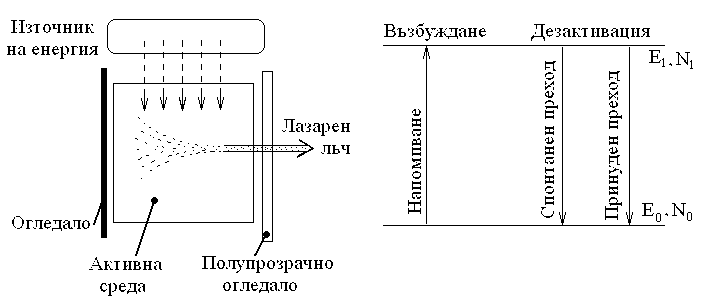 Източник
на енергия
Лазарен
льч
Огледало
Активна
среда
Полупрозрачно
огледало
Възбуждане
Дезактивация
E1, N1
Напомпване
Спонтанен преход
Принуден преход
E0, N0